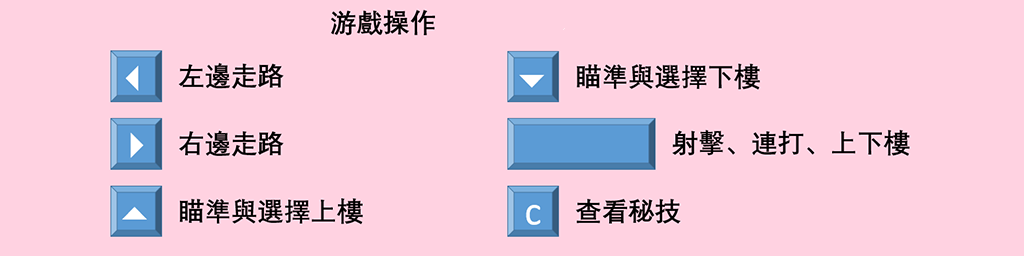 游戲操作
左邊走路
右邊走路
瞄準與選擇上樓
瞄準與選擇下樓
射擊、連打、上下樓
C 查看秘技